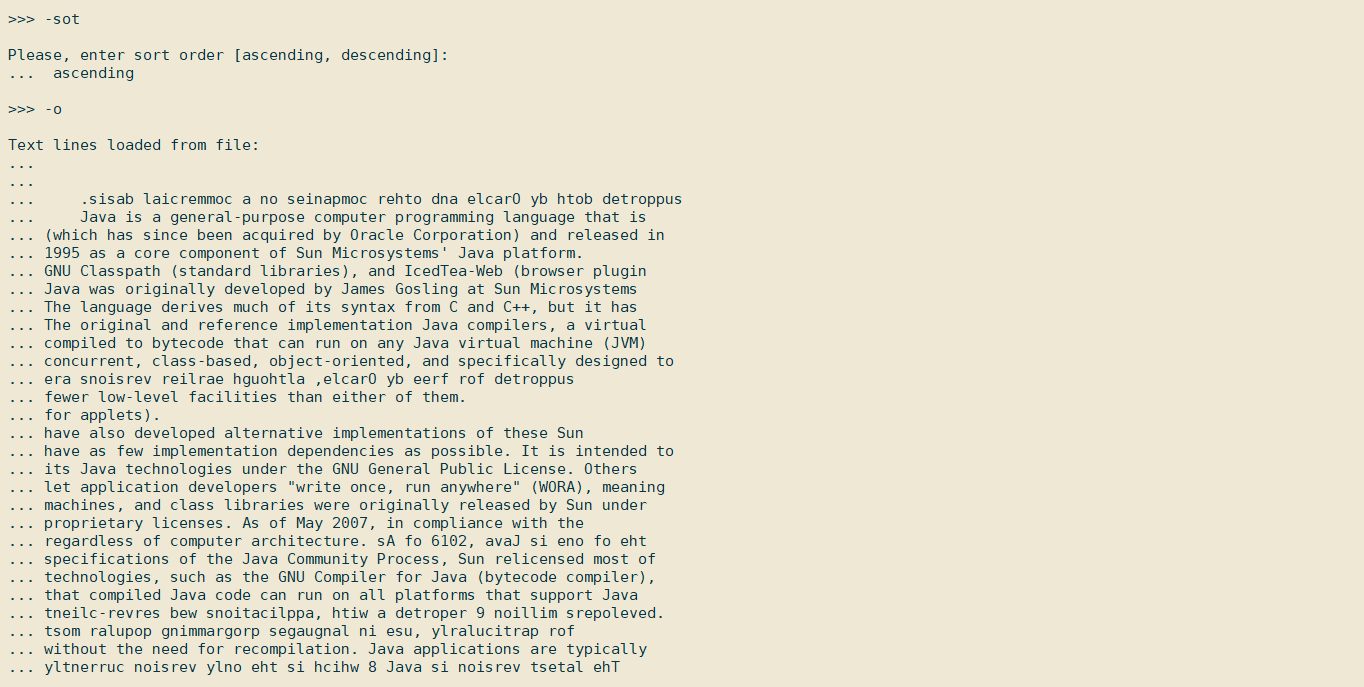 >>> -sot
Please, enter sort order [ascending, descending]:
...  ascending
>>> -o
Text lines loaded from file:
...
...
...     .sisab laicremmoc a no seinapmoc rehto dna elcarO yb htob detroppus
...     Java is a general-purpose computer programming language that is
... (which has since been acquired by Oracle Corporation) and released in
... 1995 as a core component of Sun Microsystems' Java platform.
... GNU Classpath (standard libraries), and IcedTea-Web (browser plugin
... Java was originally developed by James Gosling at Sun Microsystems
... The language derives much of its syntax from C and C++, but it has
... The original and reference implementation Java compilers, a virtual
... compiled to bytecode that can run on any Java virtual machine (JVM)
... concurrent, class-based, object-oriented, and specifically designed to
... era snoisrev reilrae hguohtla ,elcarO yb eerf rof detroppus
... fewer low-level facilities than either of them.
... for applets).
... have also developed alternative implementations of these Sun
... have as few implementation dependencies as possible. It is intended to
... its Java technologies under the GNU General Public License. Others
... let application developers "write once, run anywhere" (WORA), meaning
... machines, and class libraries were originally released by Sun under
... proprietary licenses. As of May 2007, in compliance with the
... regardless of computer architecture. sA fo 6102, avaJ si eno fo eht
... specifications of the Java Community Process, Sun relicensed most of
... technologies, such as the GNU Compiler for Java (bytecode compiler),
... that compiled Java code can run on all platforms that support Java
... tneilc-revres bew snoitacilppa, htiw a detroper 9 noillim srepoleved.
... tsom ralupop gnimmargorp segaugnal ni esu, ylralucitrap rof
... without the need for recompilation. Java applications are typically
... yltnerruc noisrev ylno eht si hcihw 8 Java si noisrev tsetal ehT